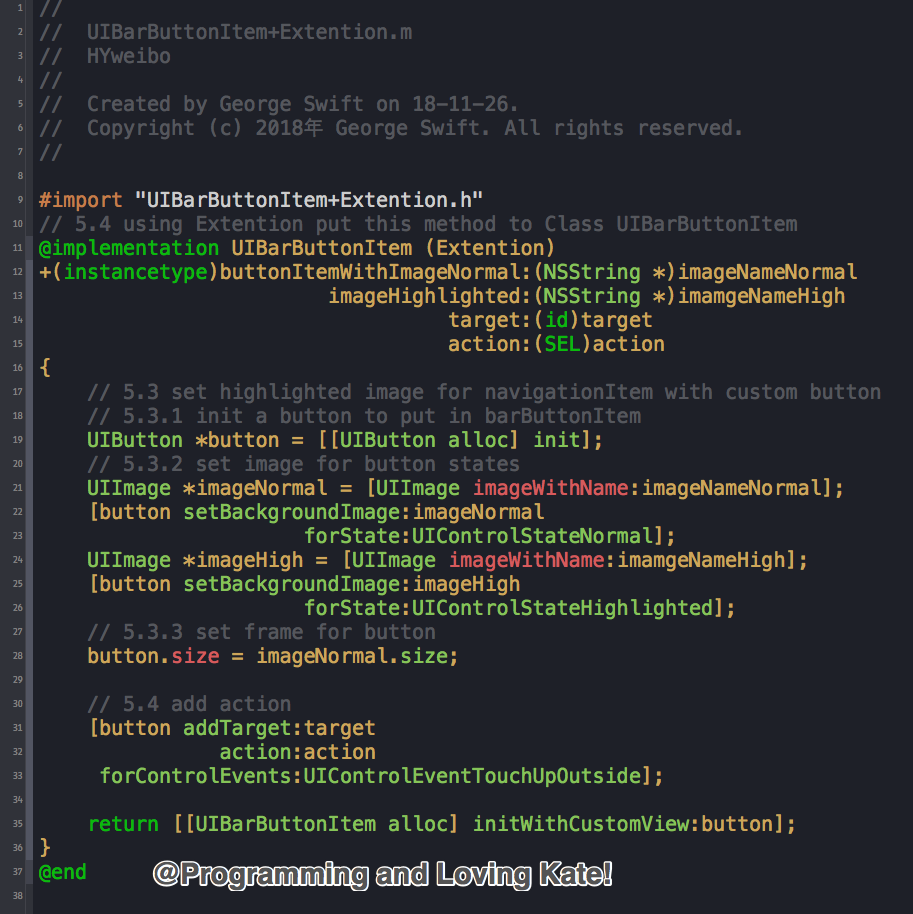 1 //
2 //  UIBarButtonItem+Extention.m
3 //  HYweibo
4 //
5 //  Created by George Swift on 18-11-26.
6 //  Copyright (c) 2018年 George Swift. All rights reserved.
7 //
8
9 #import "UIBarButtonItem+Extention.h"
10 // 5.4 using Extention put this method to Class UIBarButtonItem
11 @implementation UIBarButtonItem (Extention)
12 +(instancetype)buttonItemWithImageNormal:(NSString *)imageNameNormal
13                         imageHighlighted:(NSString *)imamgeNameHigh
14                                   target:(id)target
15                                   action:(SEL)action
16 {
17     // 5.3 set highlighted image for navigationItem with custom button
18     // 5.3.1 init a button to put in barButtonItem
19     UIButton *button = [[UIButton alloc] init];
20     // 5.3.2 set image for button states
21     UIImage *imageNormal = [UIImage imageWithName:imageNameNormal];
22     [button setBackgroundImage:imageNormal
23                       forState:UIControlStateNormal];
24     UIImage *imageHigh = [UIImage imageWithName:imamgeNameHigh];
25     [button setBackgroundImage:imageHigh
26                       forState:UIControlStateHighlighted];
27     // 5.3.3 set frame for button
28     button.size = imageNormal.size;
29
30     // 5.4 add action
31     [button addTarget:target
32                action:action
33      forControlEvents:UIControlEventTouchUpOutside];
34
35     return [[UIBarButtonItem alloc] initWithCustomView:button];
36 }
37 @end
@Programming and Loving Kate!
38